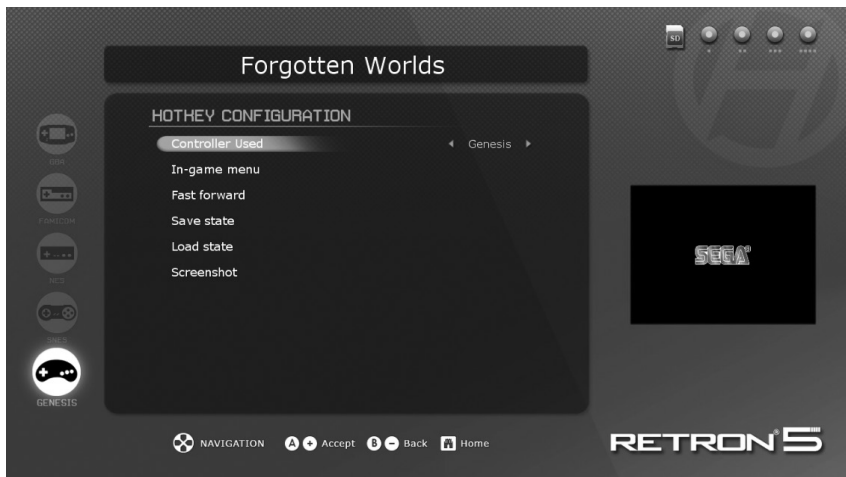 SD
Forgotten Worlds
HOTKEY CONFIGURATION
Controller Used Genesis
In-game menu
Fast forward
Save state
Load state
Screenshot
GBA
FAMICOM
NES
SNES
GENESIS
SEGA
NAVIGATION A + Accept B - Back Home
RETRON 5